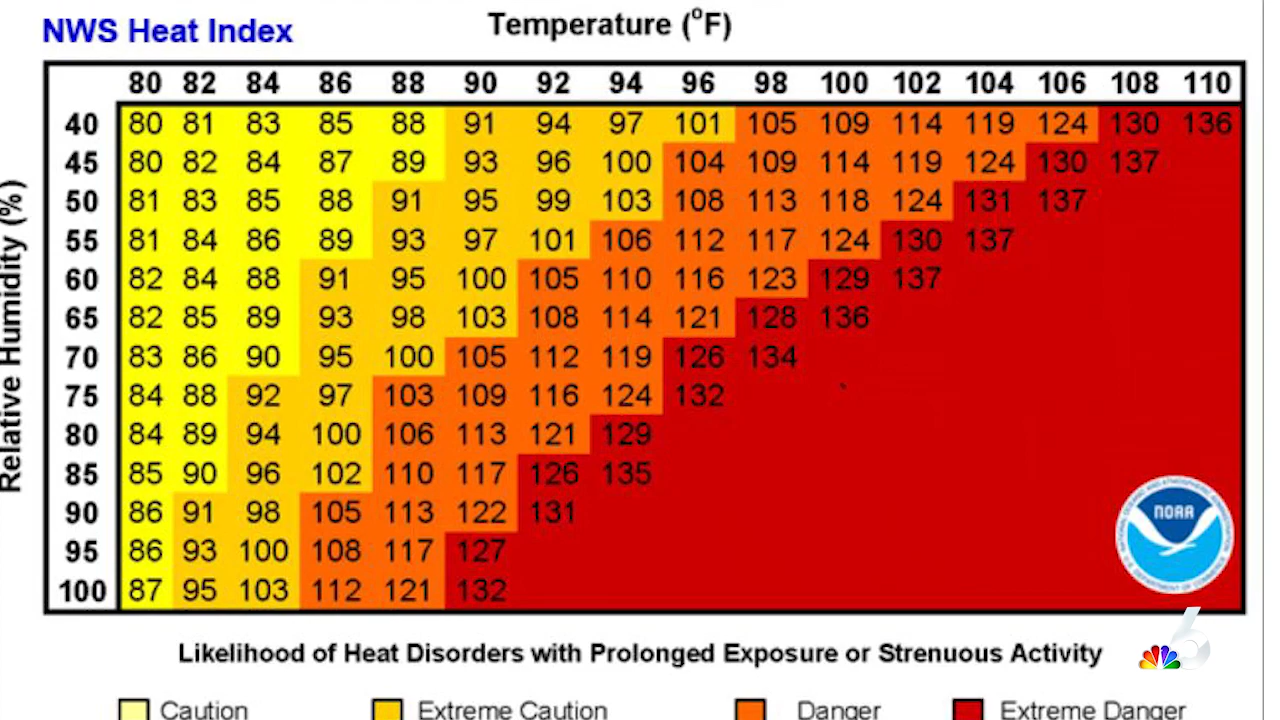 NWS Heat Index
Temperature (°F)
80 82 84 86 88 90 92 94 96 98 100 102 104 106 108 110
Relative Humidity (%)
40 80 81 83 85 88 91 94 97 101 105 109 114 119 124 130 136
45 80 82 84 87 89 93 96 100 104 109 114 119 124 130 137
50 81 83 85 88 91 95 99 103 108 113 118 124 131 137
55 81 84 86 89 93 97 101 106 112 117 124 130 137
60 82 84 88 91 95 100 105 110 116 123 129 137
65 82 85 89 93 98 103 108 114 121 128 136
70 83 86 90 95 100 105 112 119 126 134
75 84 88 92 97 103 109 116 124 132
80 84 89 94 100 106 113 121 129
85 85 90 96 102 110 117 126 135
90 86 91 98 105 113 122 131
95 86 93 100 108 117 127
100 87 95 103 112 121 132
NOAA
6
Likelihood of Heat Disorders with Prolonged Exposure or Strenuous Activity
Caution Extreme Caution Danger Extreme Danger